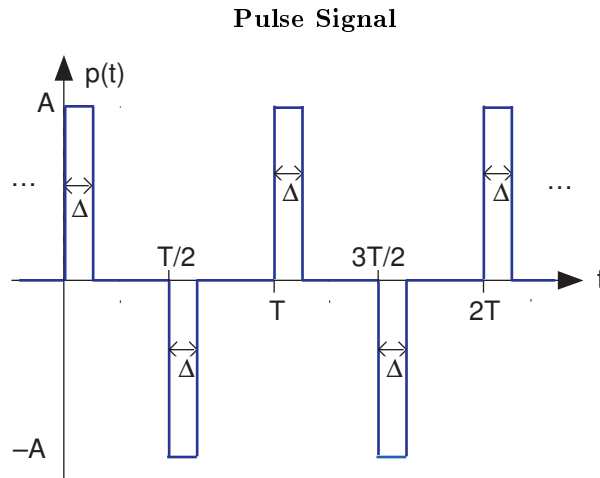 Pulse Signal
p(t)
A
... Δ Δ Δ ...
T/2 3T/2
t
T 2T
Δ Δ
–A